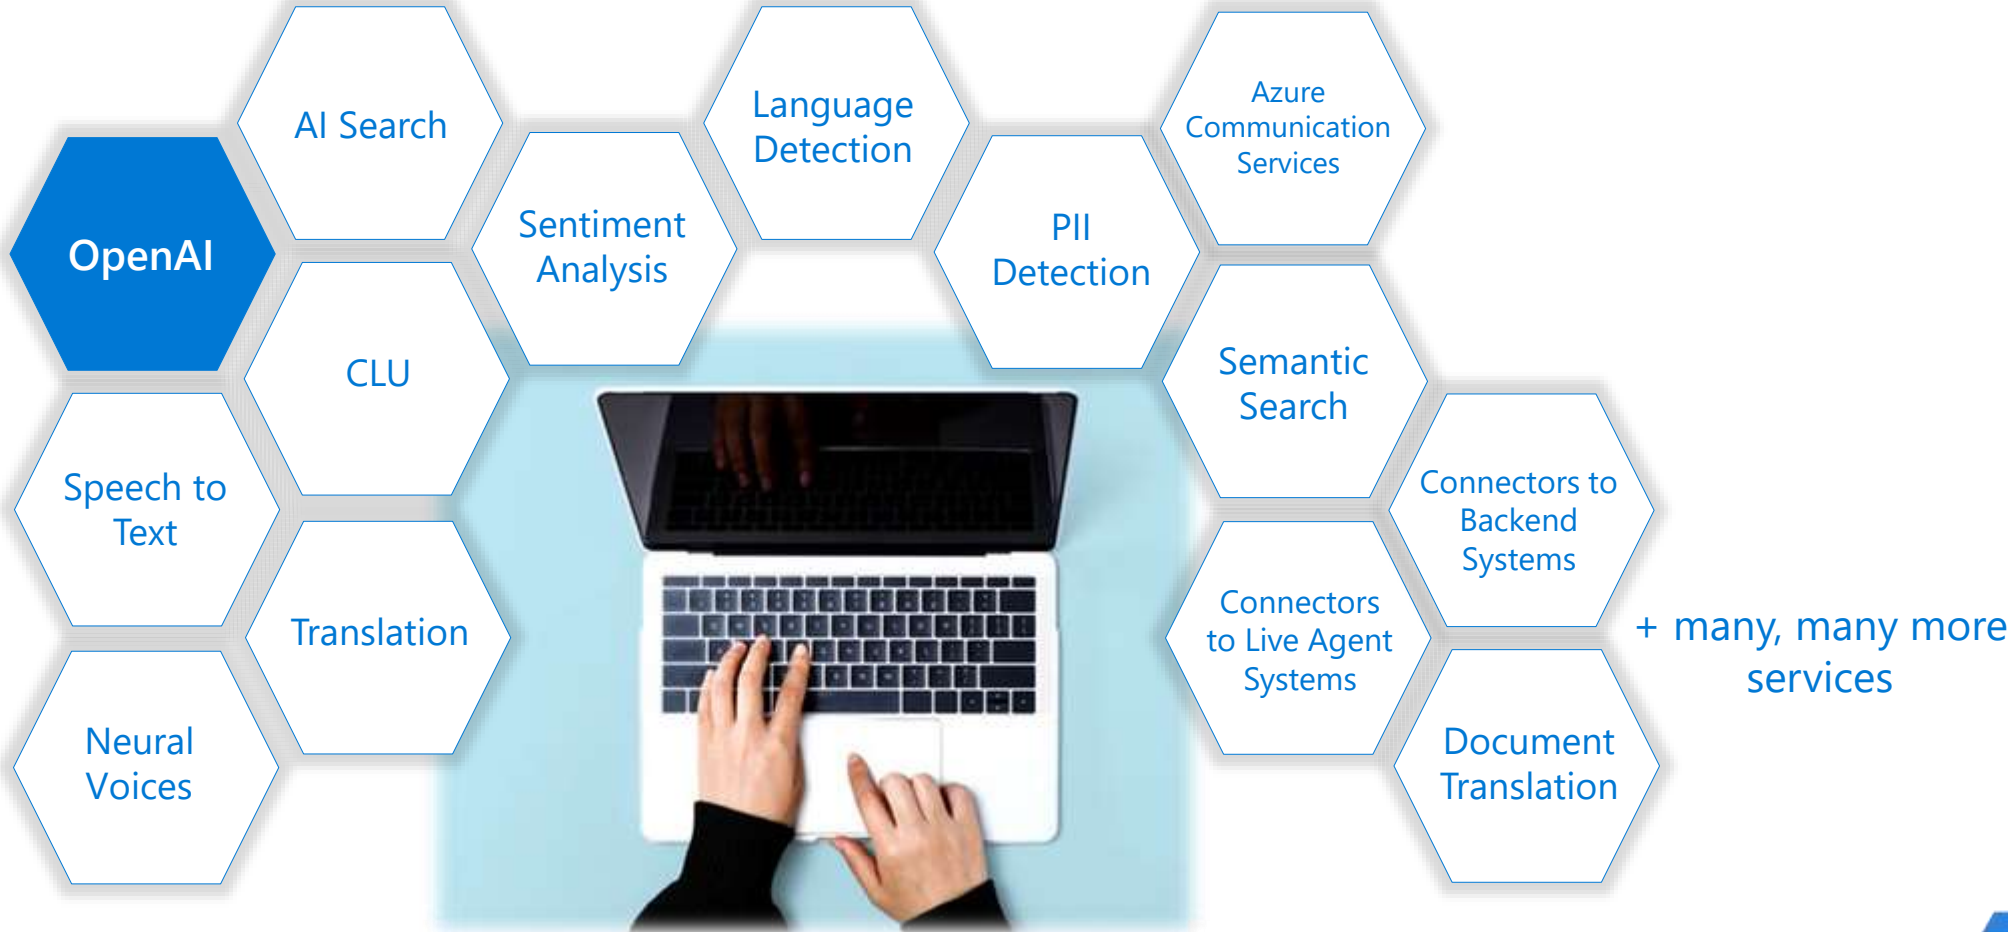 AI Search
Language
Detection
Azure
Communication
Services
OpenAI
Sentiment
Analysis
PII
Detection
CLU
Semantic
Search
Speech to
Text
Connectors to
Backend
Systems
Translation
Connectors
to Live Agent
Systems
+ many, many more
services
Neural
Voices
Document
Translation